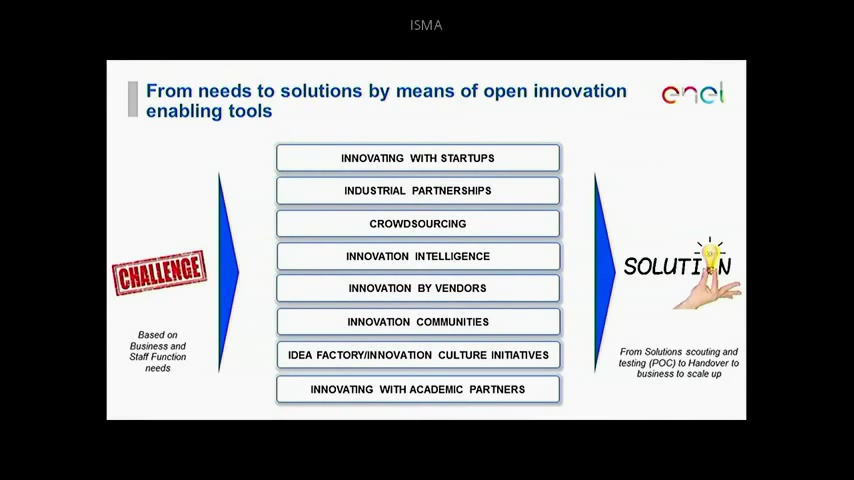 ISMA
From needs to solutions by means of open innovation
enabling tools
enel
INNOVATING WITH STARTUPS
INDUSTRIAL PARTNERSHIPS
CROWDSOURCING
INNOVATION INTELLIGENCE
INNOVATION BY VENDORS
INNOVATION COMMUNITIES
IDEA FACTORY/INNOVATION CULTURE INITIATIVES
INNOVATING WITH ACADEMIC PARTNERS
CHALLENGE
Based on
Business and
Staff Function
needs
SOLUTION
From Solutions scouting and
testing (POC) to Handover to
business to scale up